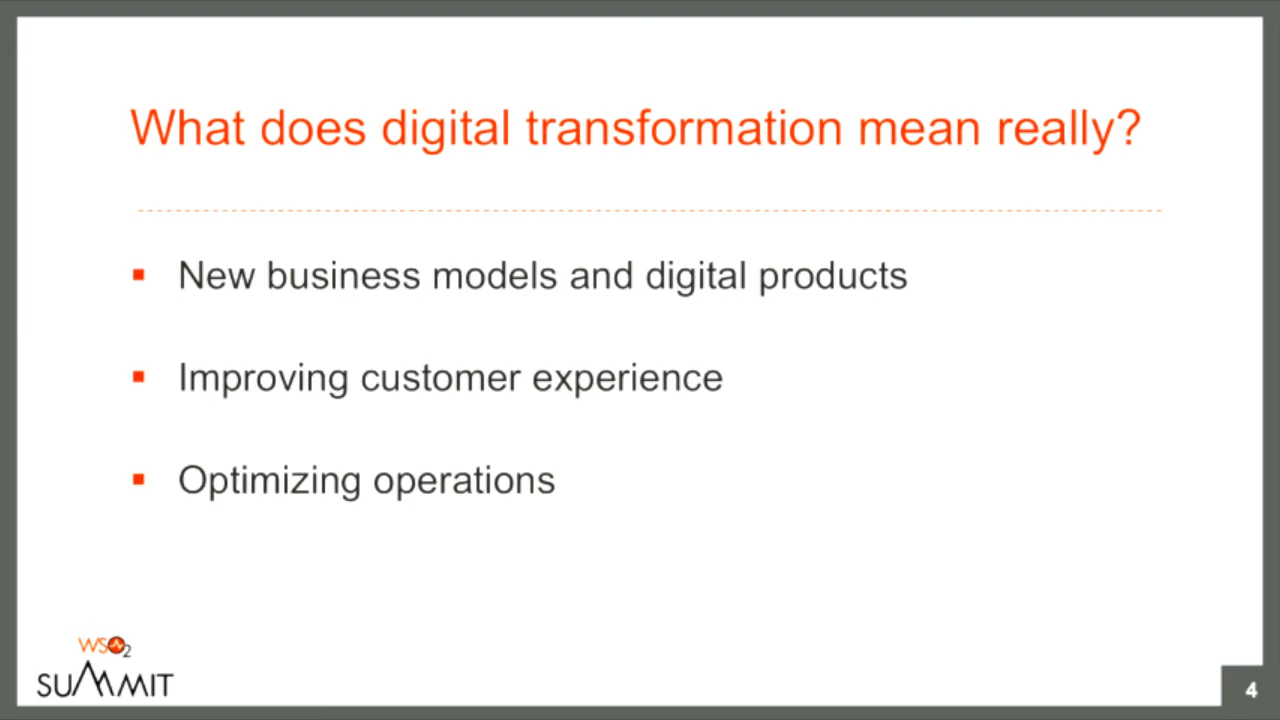 What does digital transformation mean really?
New business models and digital products
Improving customer experience
Optimizing operations
WSO2
SUMMIT
4